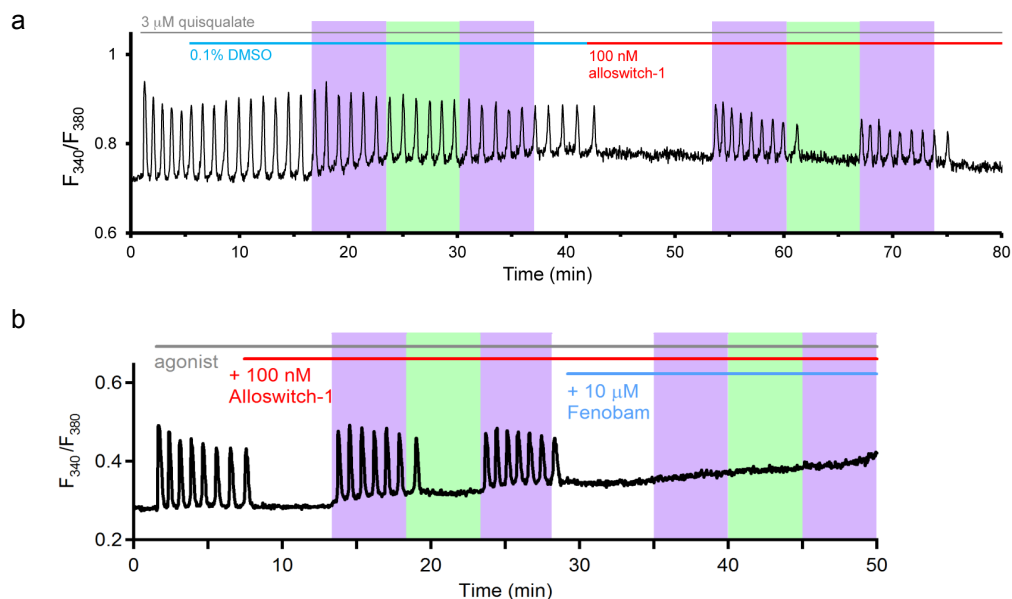 a
3 μM quisqualate
0.1% DMSO
100 nM
alloswitch-1
F340/F380
1
0.8
0.6
0 10 20 30 40 50 60 70 80
Time (min)
b
agonist
+ 100 nM
Alloswitch-1
+ 10 μM
Fenobam
F340/F380
0.6
0.4
0.2
0 10 20 30 40 50
Time (min)